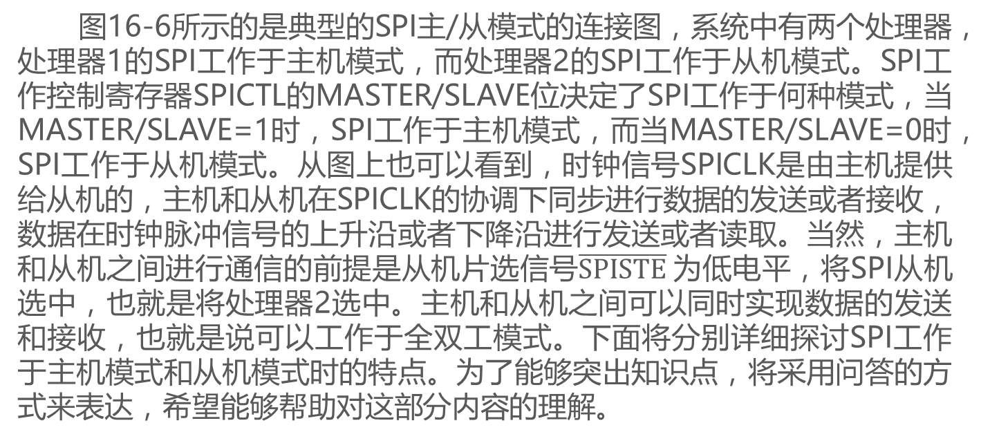 图16-6所示的是典型的SPI主/从模式的连接图，系统中有两个处理器，
处理器1的SPI工作于主机模式，而处理器2的SPI工作于从机模式。SPI工
作控制寄存器SPICTL的MASTER/SLAVE位决定了SPI工作于何种模式，当
MASTER/SLAVE=1时，SPI工作于主机模式，而当MASTER/SLAVE=0时，
SPI工作于从机模式。从图上也可以看到，时钟信号SPICLK是由主机提供
给从机的，主机和从机在SPICLK的协调下同步进行数据的发送或者接收，
数据在时钟脉冲信号的上升沿或者下降沿进行发送或者读取。当然，主机
和从机之间进行通信的前提是从机片选信号S̅P̅I̅S̅T̅E̅ 为低电平，将SPI从机
选中，也就是将处理器2选中。主机和从机之间可以同时实现数据的发送
和接收，也就是说可以工作于全双工模式。下面将分别详细探讨SPI工作
于主机模式和从机模式时的特点。为了能够突出知识点，将采用问答的方
式来表达，希望能够帮助对这部分内容的理解。